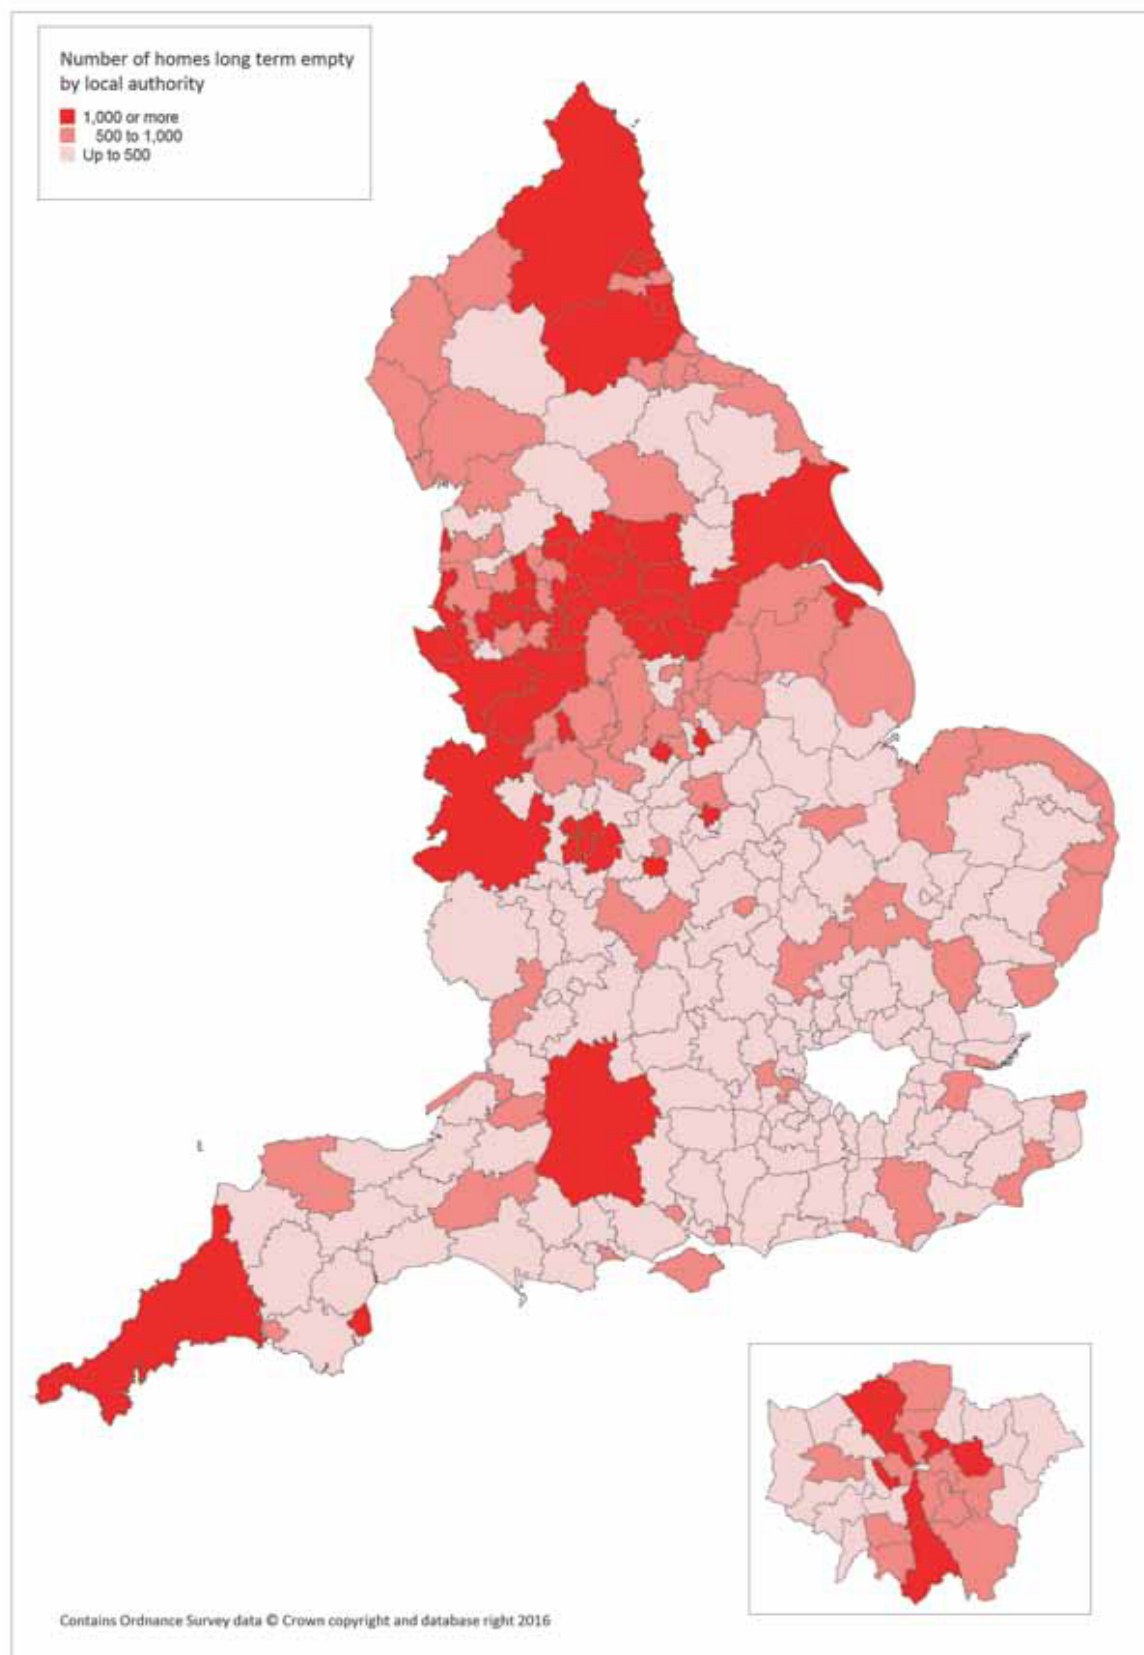 Number of homes long term empty
by local authority
1,000 or more
500 to 1,000
Up to 500
Contains Ordnance Survey data © Crown copyright and database right 2016